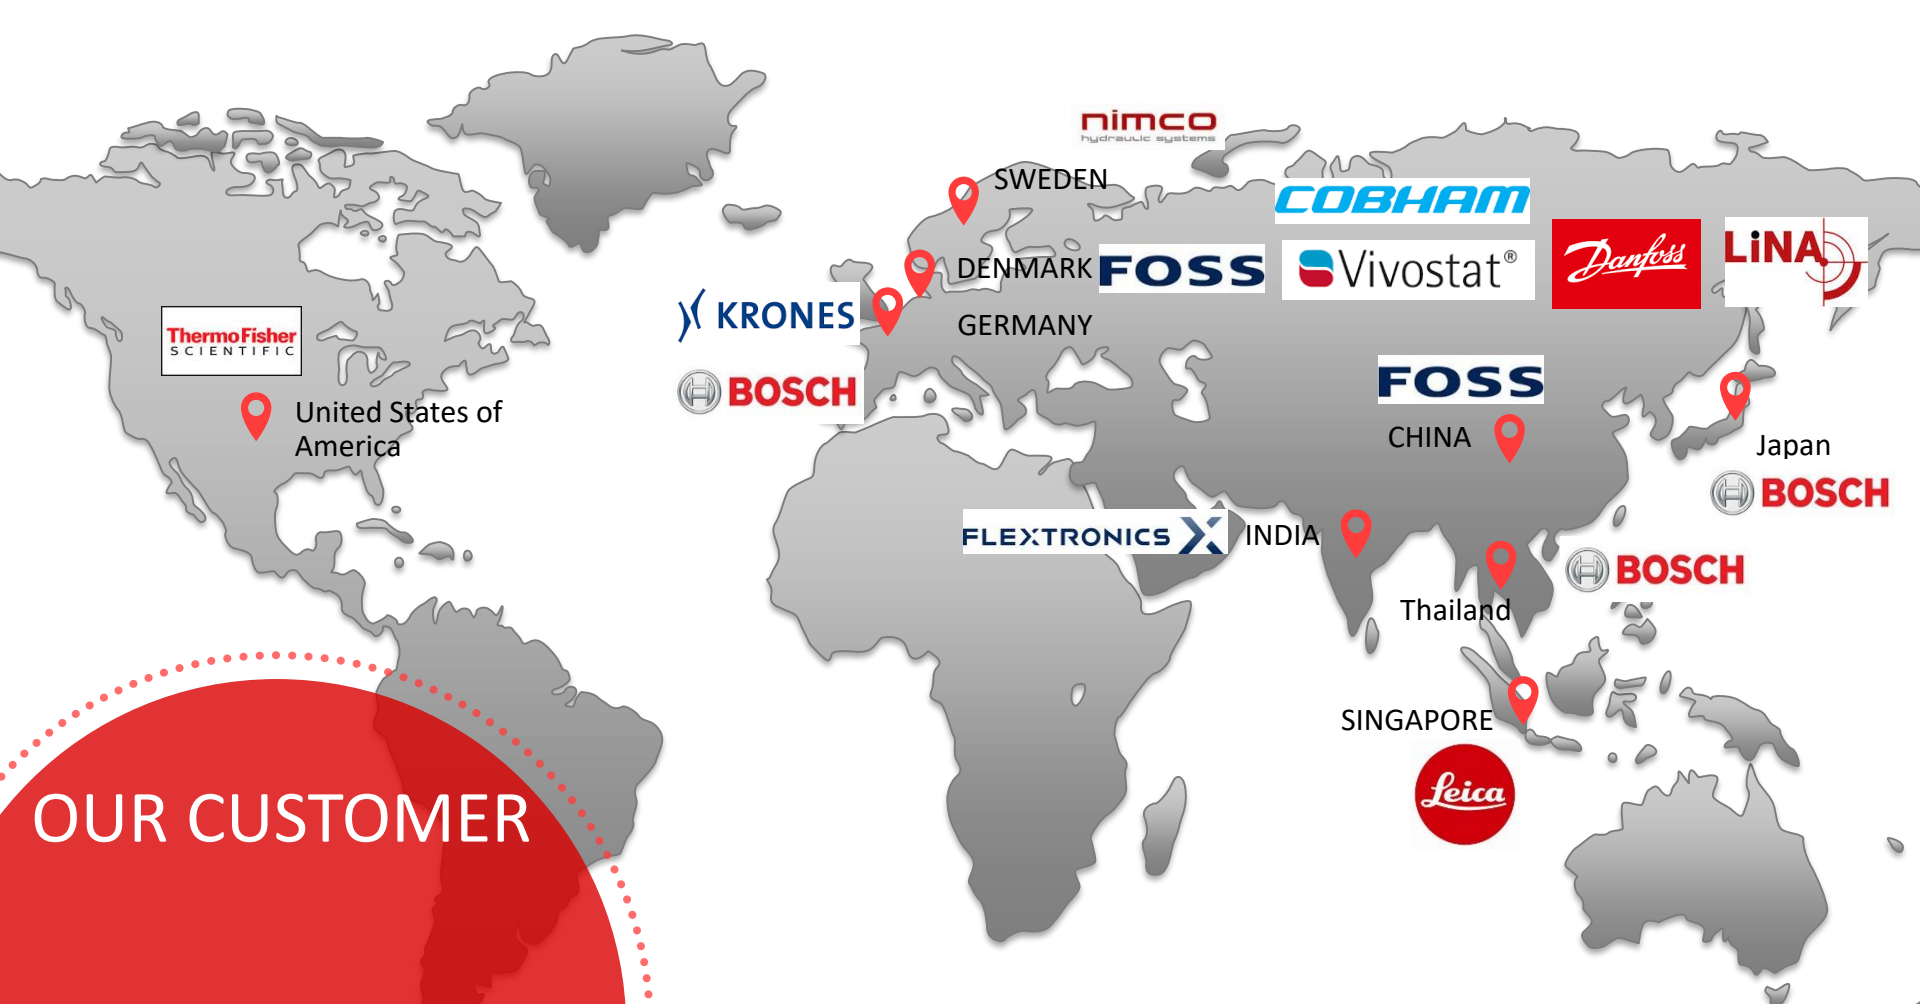 nimco
hydraulic systems
SWEDEN
COBHAM
DENMARK
FOSS
Vivostat®
Danfoss
LiNA
KRONES
GERMANY
ThermoFisher
SCIENTIFIC
BOSCH
FOSS
United States of
America
CHINA
Japan
BOSCH
FLEXTRONICS
INDIA
BOSCH
Thailand
SINGAPORE
Leica
OUR CUSTOMER